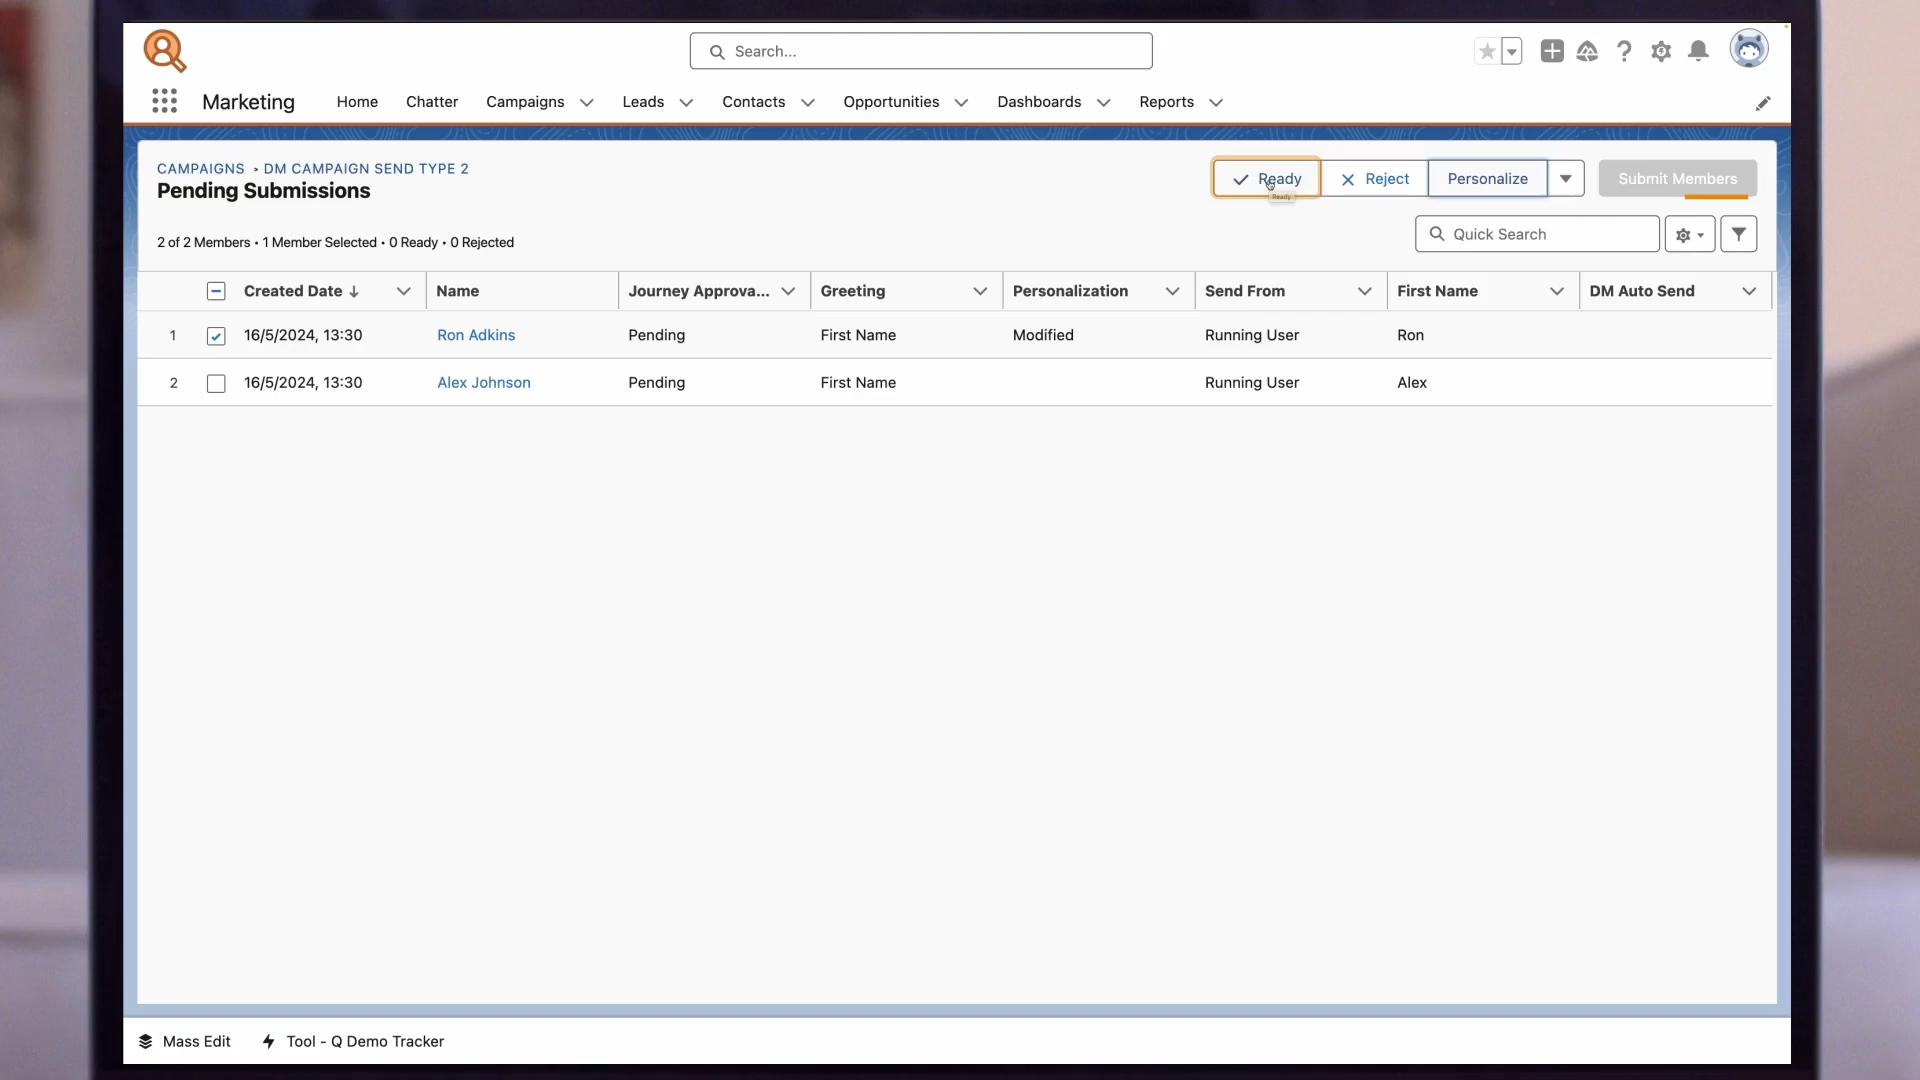 Search...
Marketing
Home
Chatter
Campaigns
Leads
Contacts
Opportunities
Dashboards
Reports
CAMPAIGNS > DM CAMPAIGN SEND TYPE 2
Pending Submissions
Ready
Reject
Personalize
Submit Members
Ready
2 of 2 Members • 1 Member Selected • 0 Ready • 0 Rejected
Quick Search
Created Date Name Journey Approva... Greeting Personalization Send From First Name DM Auto Send
1 16/5/2024, 13:30 Ron Adkins Pending First Name Modified Running User Ron
2 16/5/2024, 13:30 Alex Johnson Pending First Name Running User Alex
Mass Edit
Tool - Q Demo Tracker